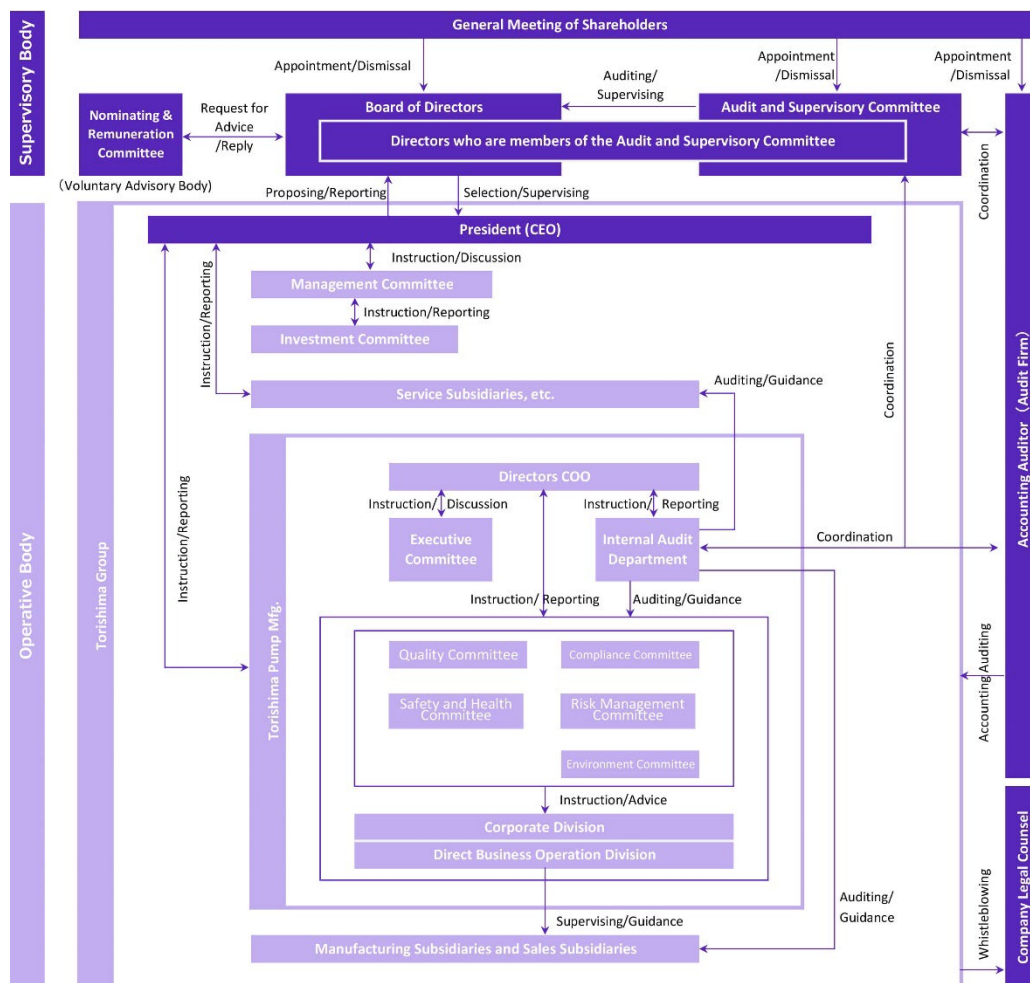 Supervisory Body
General Meeting of Shareholders
Appointment/Dismissal
Appointment
/Dismissal
Appointment
/Dismissal
Nominating &
Remuneration
Committee
Request for
Advice
/Reply
Board of Directors
Auditing/
Supervising
Audit and Supervisory Committee
Directors who are members of the Audit and Supervisory Committee
(Voluntary Advisory Body)
Proposing/Reporting
Selection/Supervising
Coordination
Operative Body
Torishima Group
President (CEO)
Instruction/Discussion
Management Committee
Instruction/Reporting
Investment Committee
Instruction/Reporting
Service Subsidiaries, etc.
Auditing/Guidance
Coordination
Accounting Auditor (Audit Firm)
Instruction/Reporting
Torishima Pump Mfg.
Directors COO
Instruction/ Discussion
Instruction/ Reporting
Executive
Committee
Internal Audit
Department
Coordination
Instruction/ Reporting
Auditing/Guidance
Quality Committee
Compliance Committee
Safety and Health
Committee
Risk Management
Committee
Environment Committee
Accounting Auditing
Instruction/Advice
Corporate Division
Direct Business Operation Division
Supervising/Guidance
Auditing/
Guidance
Manufacturing Subsidiaries and Sales Subsidiaries
Whistleblowing
Company Legal Counsel